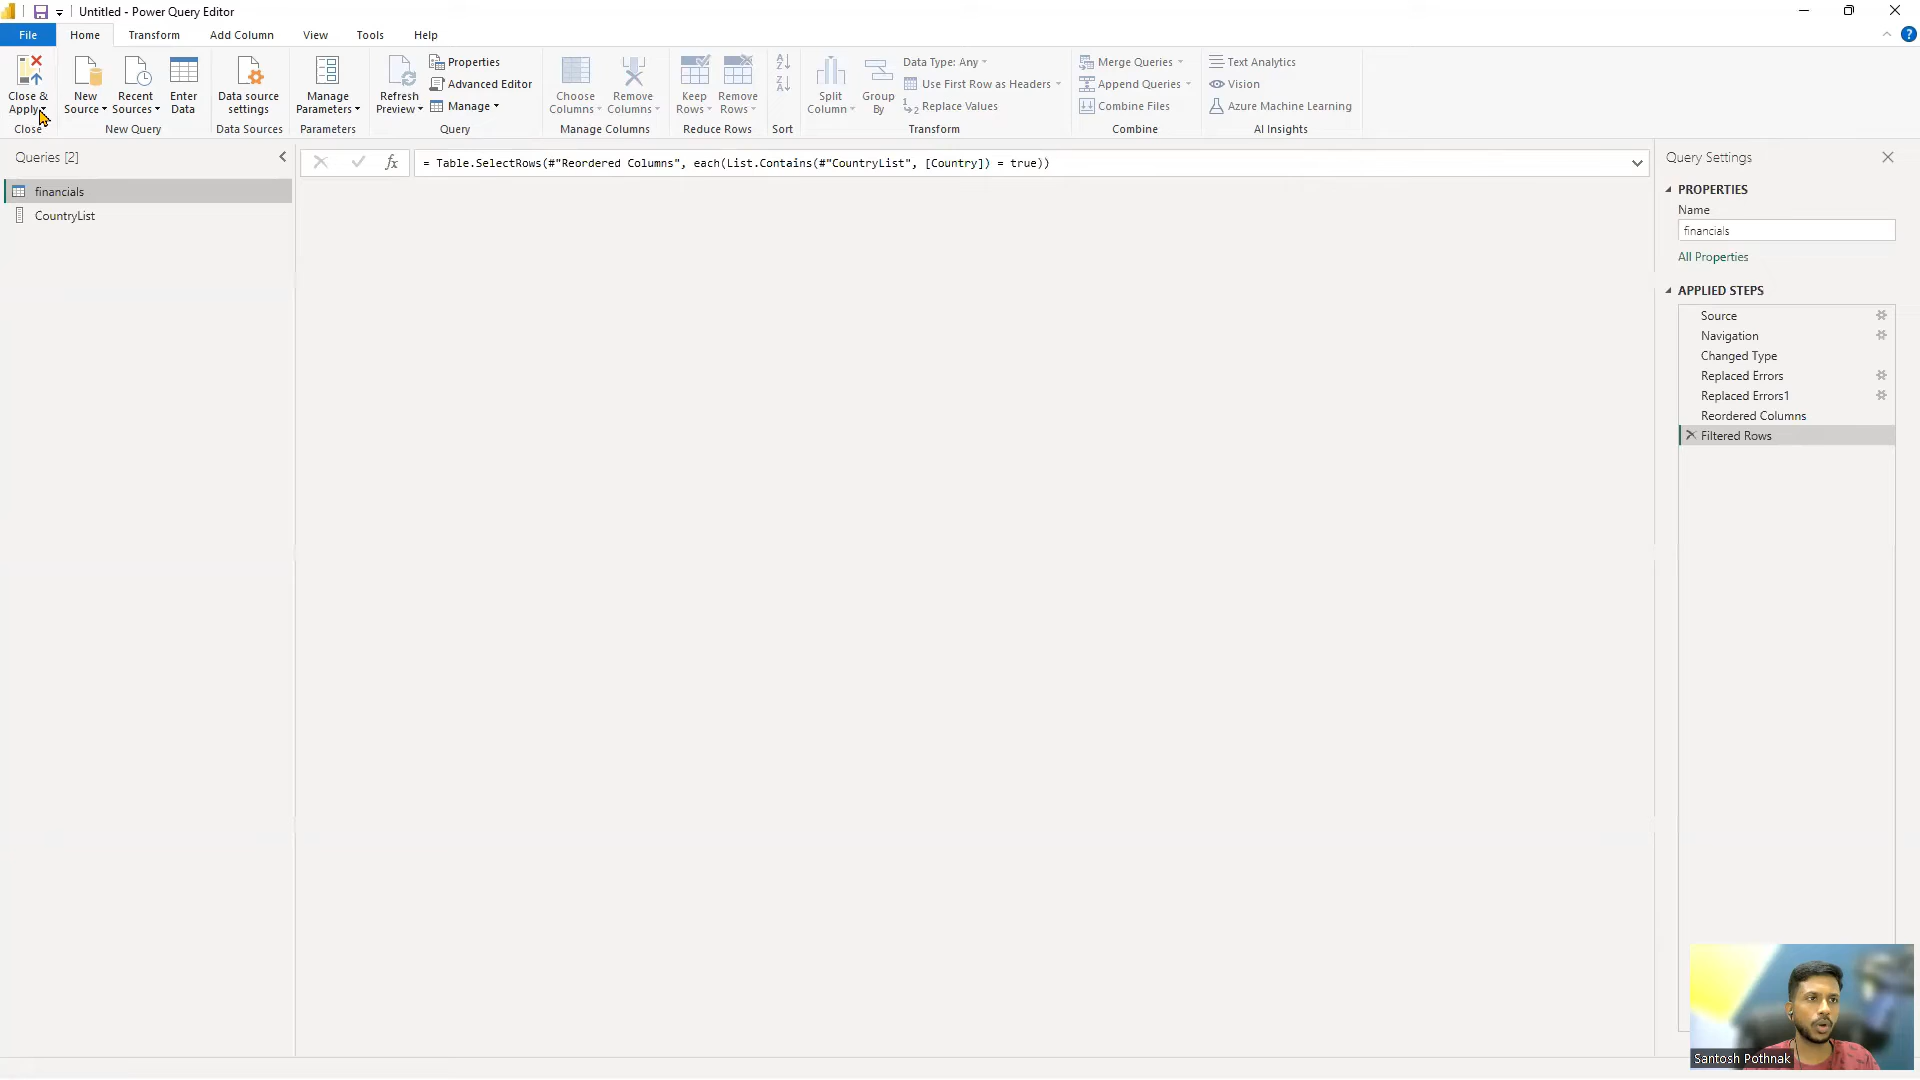 Untitled - Power Query Editor
File Home Transform Add Column View Tools Help
Close & Apply
New Source
Recent Sources
Enter Data
Data source settings
Manage Parameters
Refresh Preview
Properties
Advanced Editor
Manage
Choose Columns
Remove Columns
Keep Rows
Remove Rows
Split Column
Group By
Data Type: Any
Use First Row as Headers
Replace Values
Merge Queries
Append Queries
Combine Files
Text Analytics
Vision
Azure Machine Learning
Close New Query Data Sources Parameters Query Manage Columns Reduce Rows Sort Transform Combine AI Insights
Queries [2]
financials
CountryList
fx
= Table.SelectRows(#"Reordered Columns", each(List.Contains(#"CountryList", [Country]) = true))
Query Settings
PROPERTIES
Name
financials
All Properties
APPLIED STEPS
Source
Navigation
Changed Type
Replaced Errors
Replaced Errors1
Reordered Columns
Filtered Rows
Santosh Pothnak